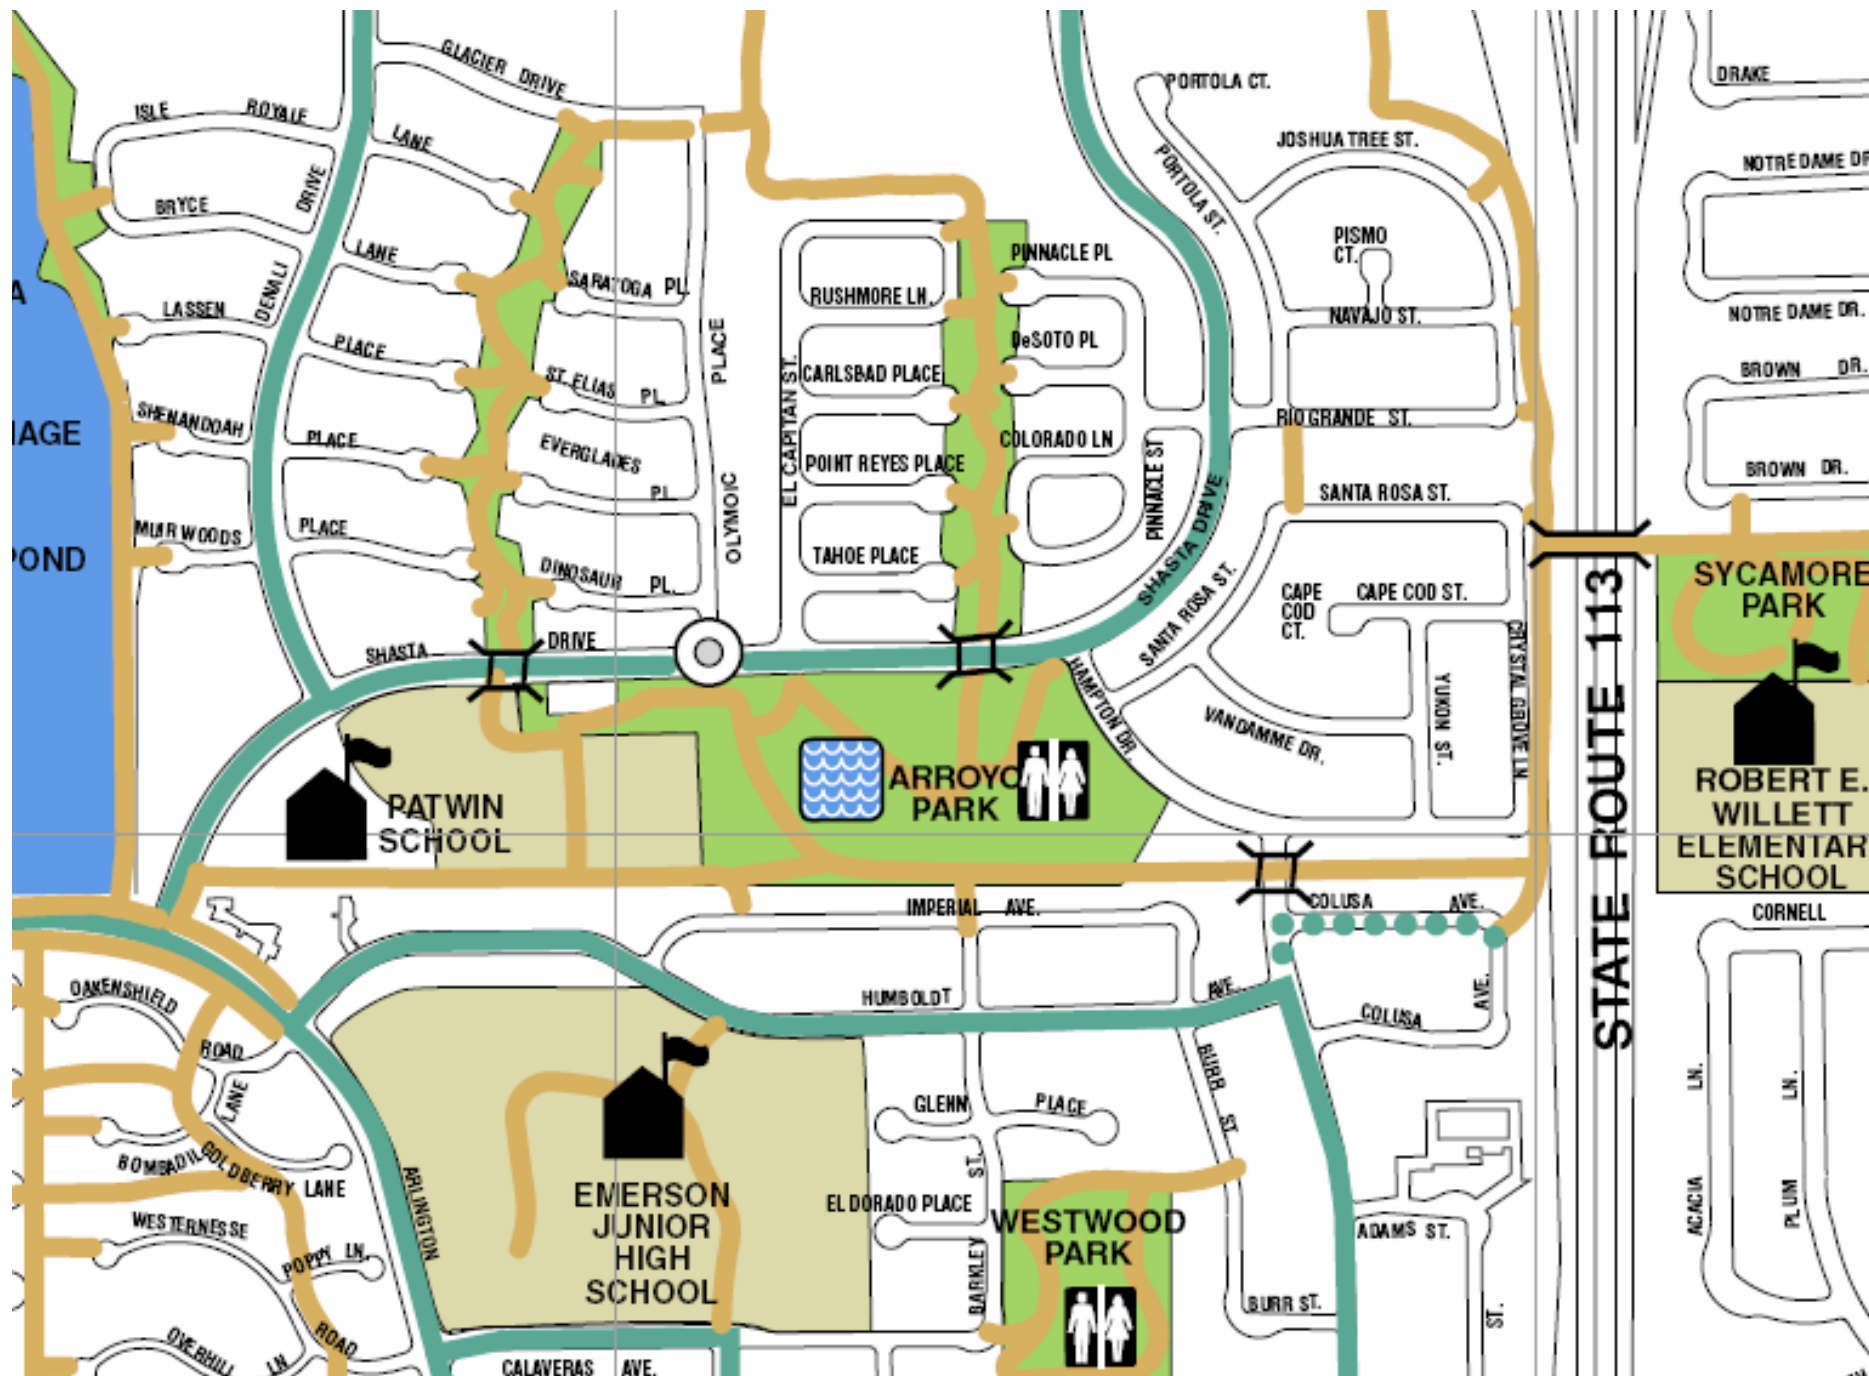 GLACIER DRIVE
PORTOLA CT.
DRAKE
ISLE ROYALE
LANE
JOSHUA TREE ST.
NOTRE DAME DR
PORTOLA ST.
DRIVE
BRYCE
LANE
PISMO
CT.
PINNACLE PL
DENALI
SARATOGA PL.
RUSHMORE LN.
LASSEN
NAVAJO ST.
NOTRE DAME DR.
A
PLACE
PLACE
DeSOTO PL
BROWN DR.
ST. ELIAS PL.
CARLSBAD PLACE
EL CAPITAN ST.
SHENANDOAH
PLACE
RIO GRANDE ST.
IAGE
EVERGLADES PL.
COLORADO LN
POINT REYES PLACE
PINNACLE ST
BROWN DR.
SANTA ROSA ST.
OLYMOIC
MUIR WOODS
PLACE
SHASTA DRIVE
POND
DINOSAUR PL.
TAHOE PLACE
SANTA ROSA ST.
CAPE
COD
CT.
CAPE COD ST.
SYCAMORE
PARK
SHASTA DRIVE
HAMPTON DR.
CRYSTAL GROVE LN
YUKON ST.
VANDAMME DR.
STATE ROUTE 113
PATWIN
SCHOOL
ARROYO
PARK
ROBERT E.
WILLETT
ELEMENTAR
SCHOOL
IMPERIAL AVE.
COLUSA AVE.
CORNELL
OAKENSHIELD
ROAD
HUMBOLDT AVE.
AVE.
COLUSA
LANE
BURR ST
GLENN PLACE
ST.
LN.
LN.
BOMBADIL
GOLDBERRY LANE
ARLINGTON
EMERSON
JUNIOR
HIGH
SCHOOL
EL DORADO PLACE
WESTWOOD
PARK
ADAMS ST.
ACACIA
PLUM
WESTERNESSE
POPPY LN.
BARKLEY
BURR ST.
ST.
OVERHILL LN
ROAD
CALAVERAS AVE.